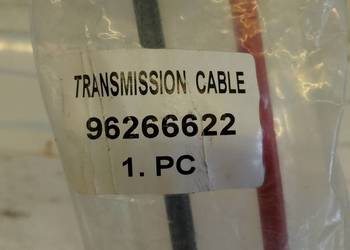 TRANSMISSION CABLE
96266622
1. PC